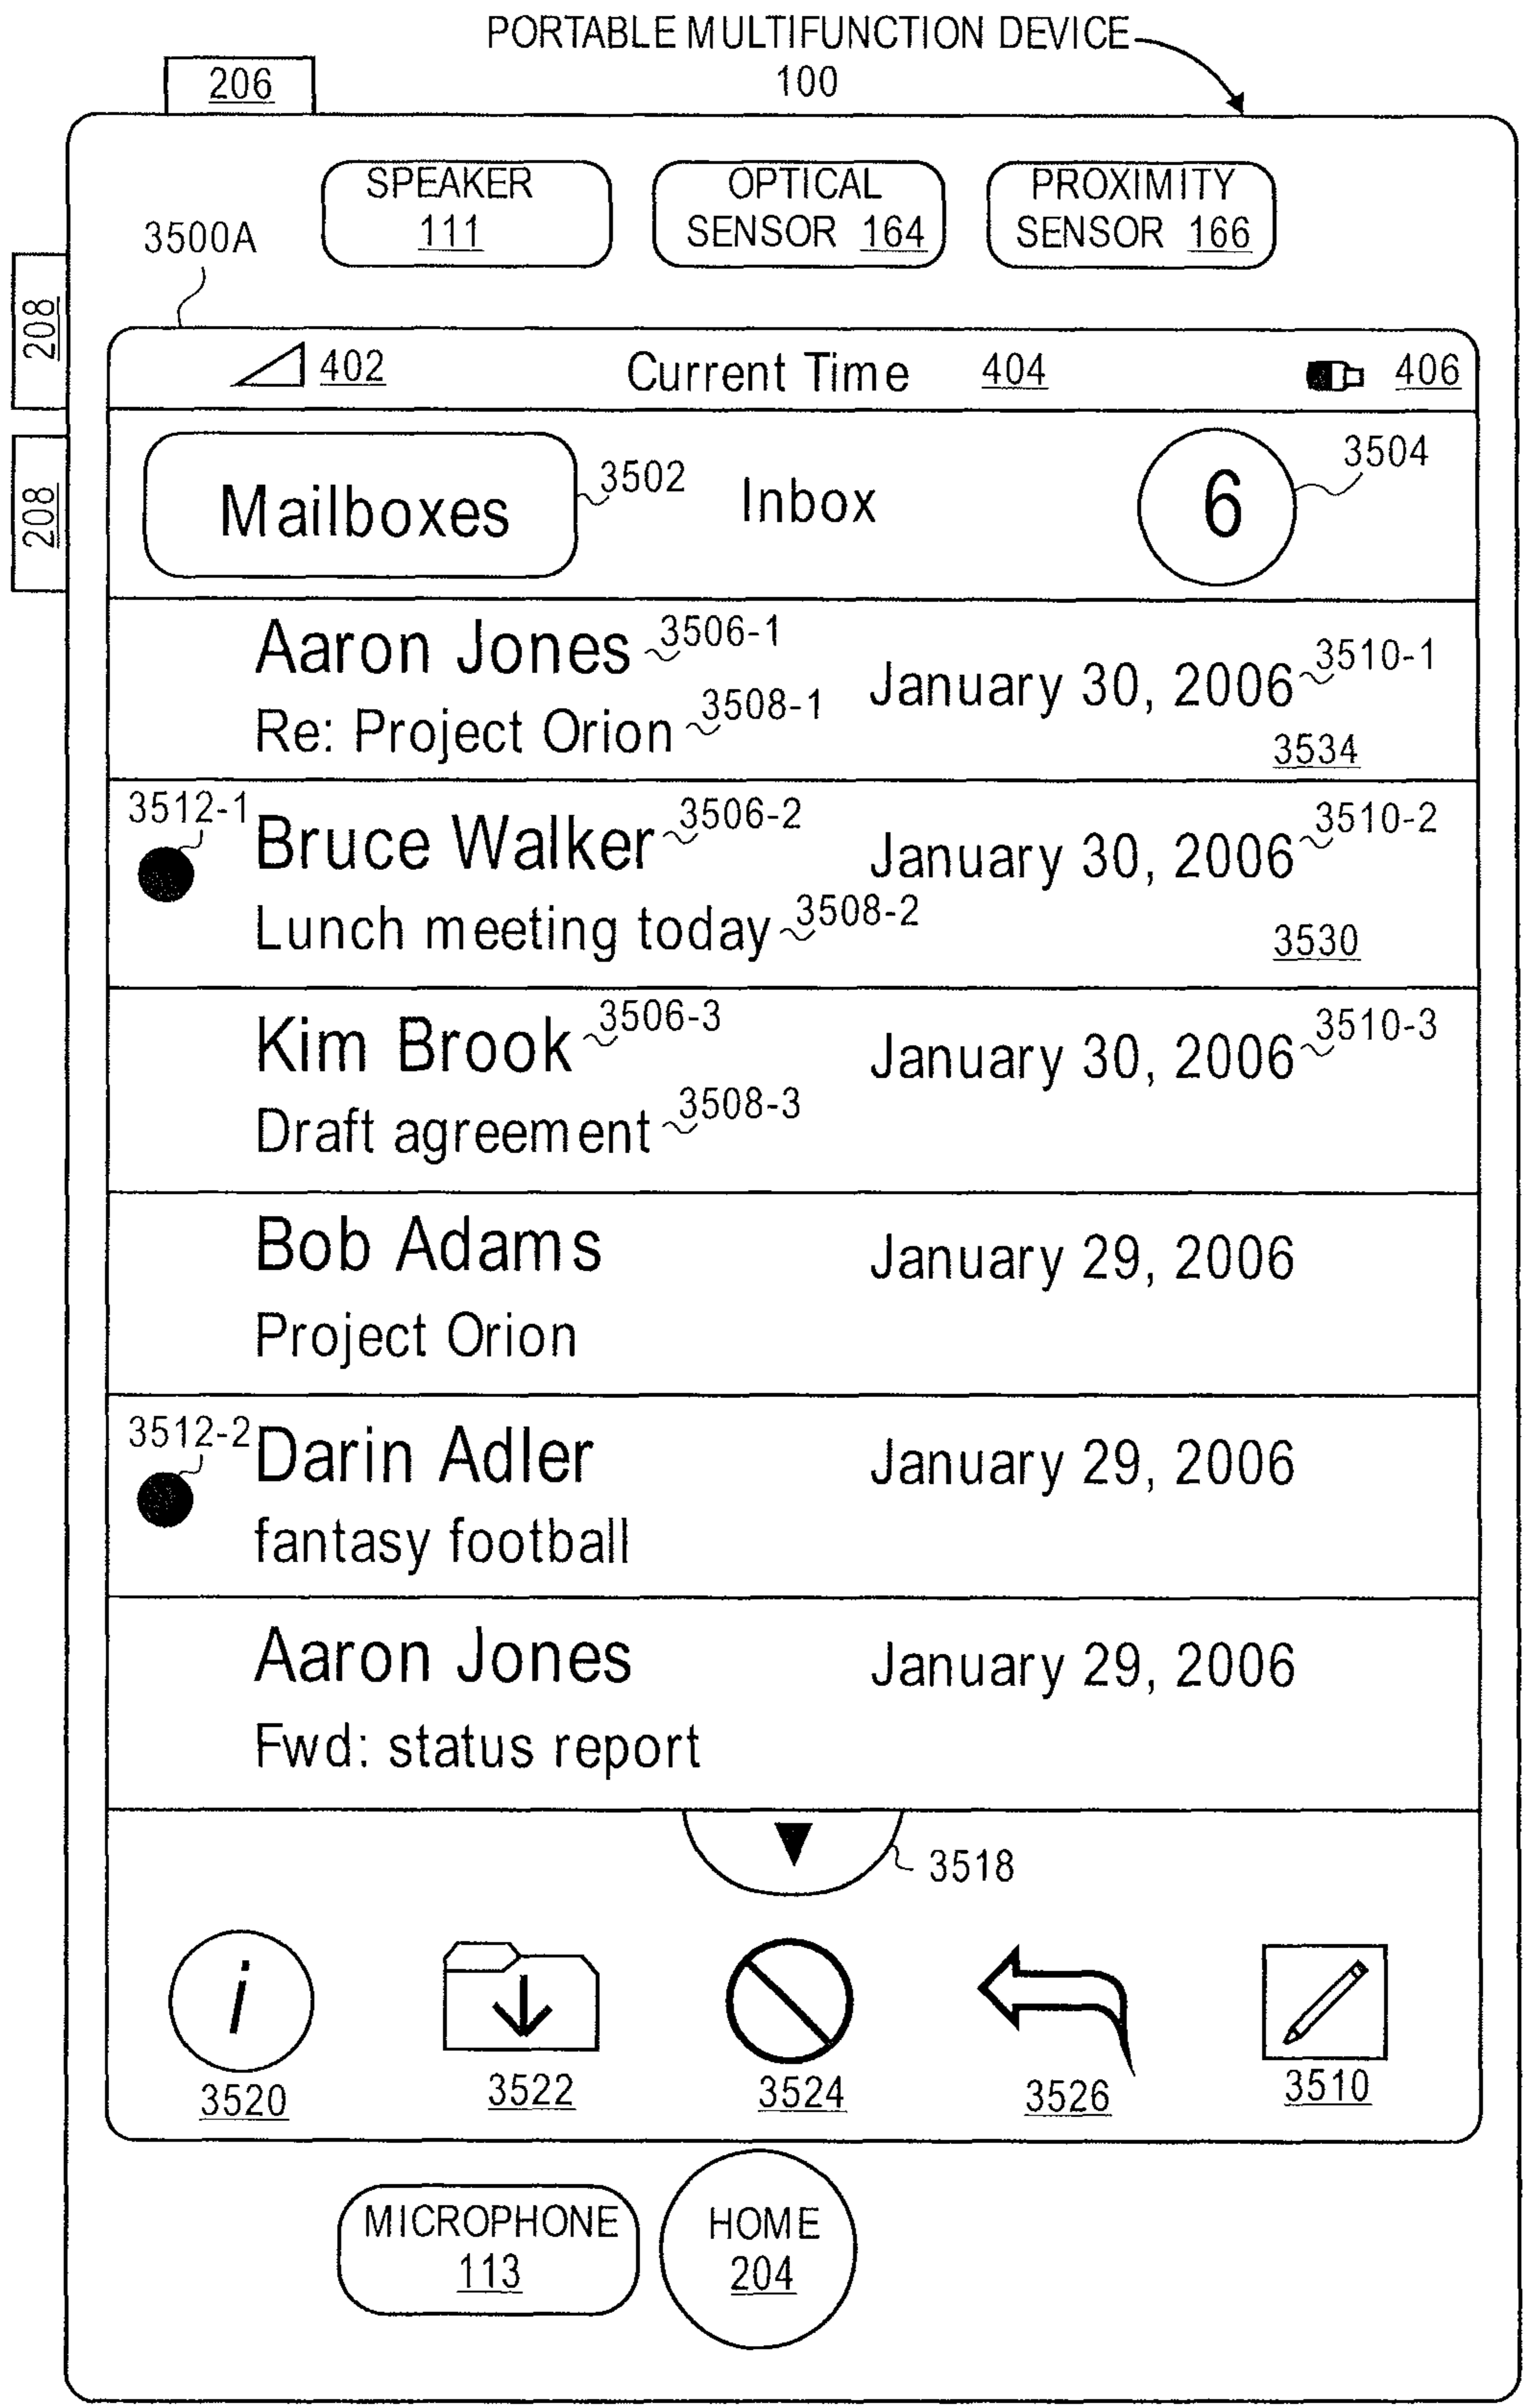 PORTABLE MULTIFUNCTION DEVICE
100
206
SPEAKER
111
OPTICAL
SENSOR 164
PROXIMITY
SENSOR 166
3500A
208
208
402
Current Time 404
406
Mailboxes
3502
Inbox
6
3504
Aaron Jones 3506-1
January 30, 2006 3510-1
Re: Project Orion 3508-1
3534
3512-1
Bruce Walker 3506-2
January 30, 2006 3510-2
Lunch meeting today 3508-2
3530
Kim Brook 3506-3
January 30, 2006 3510-3
Draft agreement 3508-3
Bob Adams
January 29, 2006
Project Orion
3512-2
Darin Adler
January 29, 2006
fantasy football
Aaron Jones
January 29, 2006
Fwd: status report
3518
i
3520
3522
3524
3526
3510
MICROPHONE
113
HOME
204